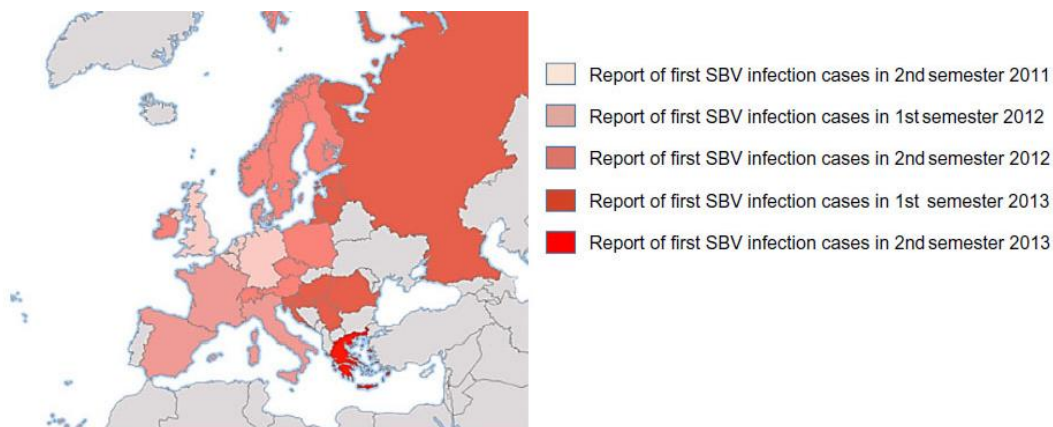 Report of first SBV infection cases in 2nd semester 2011
Report of first SBV infection cases in 1st semester 2012
Report of first SBV infection cases in 2nd semester 2012
Report of first SBV infection cases in 1st semester 2013
Report of first SBV infection cases in 2nd semester 2013